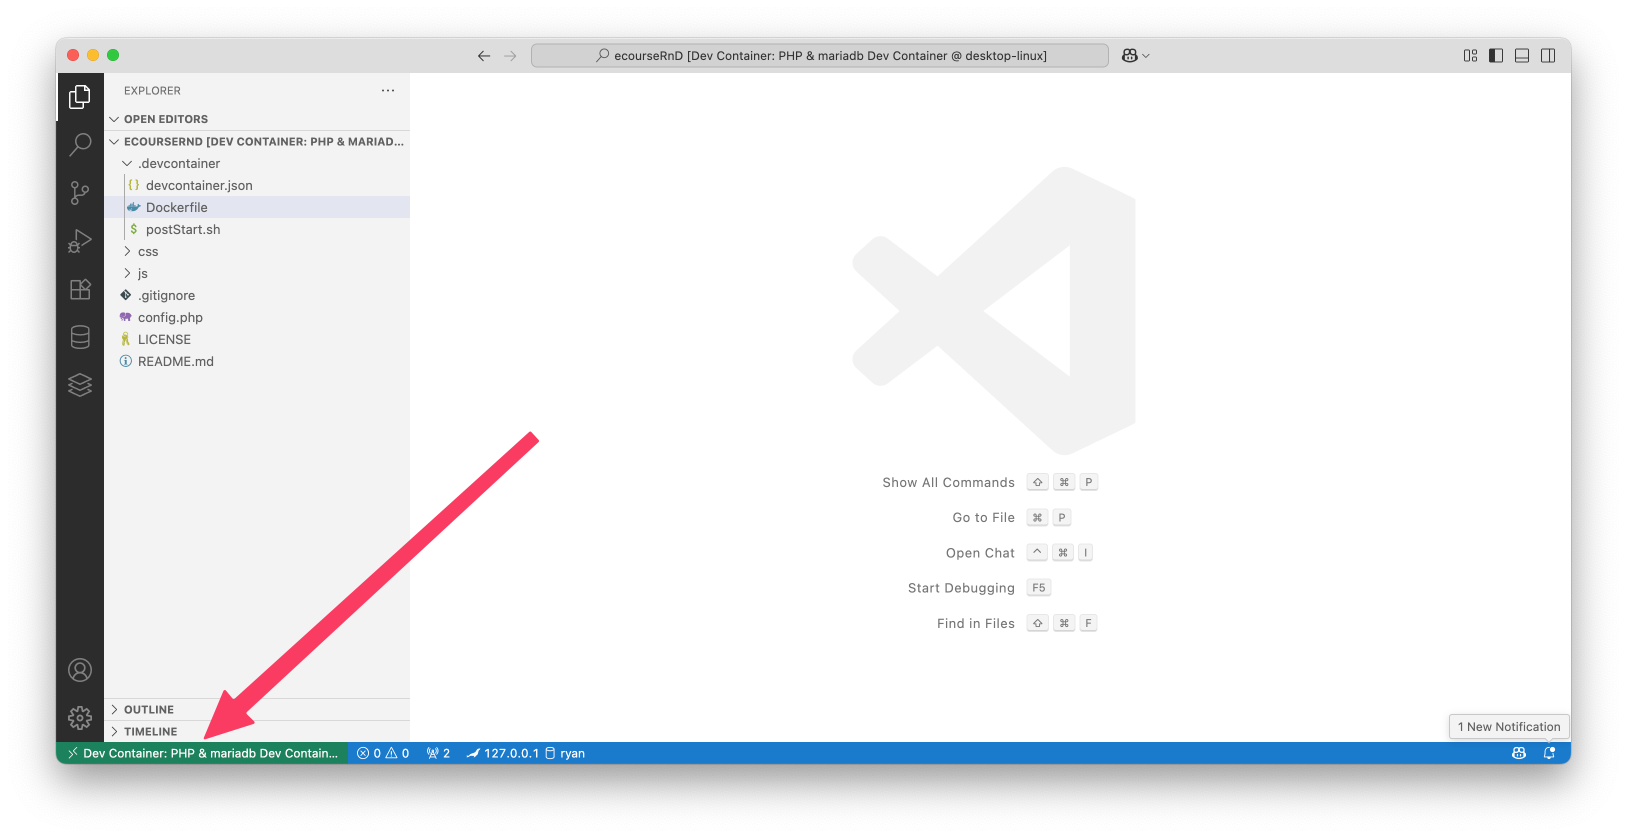 ecourseRnD [Dev Container: PHP & mariadb Dev Container @ desktop-linux]
EXPLORER
OPEN EDITORS
ECOURSERND [DEV CONTAINER: PHP & MARIAD...
.devcontainer
{} devcontainer.json
Dockerfile
$ postStart.sh
css
js
.gitignore
config.php
LICENSE
README.md
Show All Commands ⇧ ⌘ P
Go to File ⌘ P
Open Chat ^ ⌘ I
Start Debugging F5
Find in Files ⇧ ⌘ F
OUTLINE
TIMELINE
1 New Notification
Dev Container: PHP & mariadb Dev Contain... 0 0 2 127.0.0.1 ryan